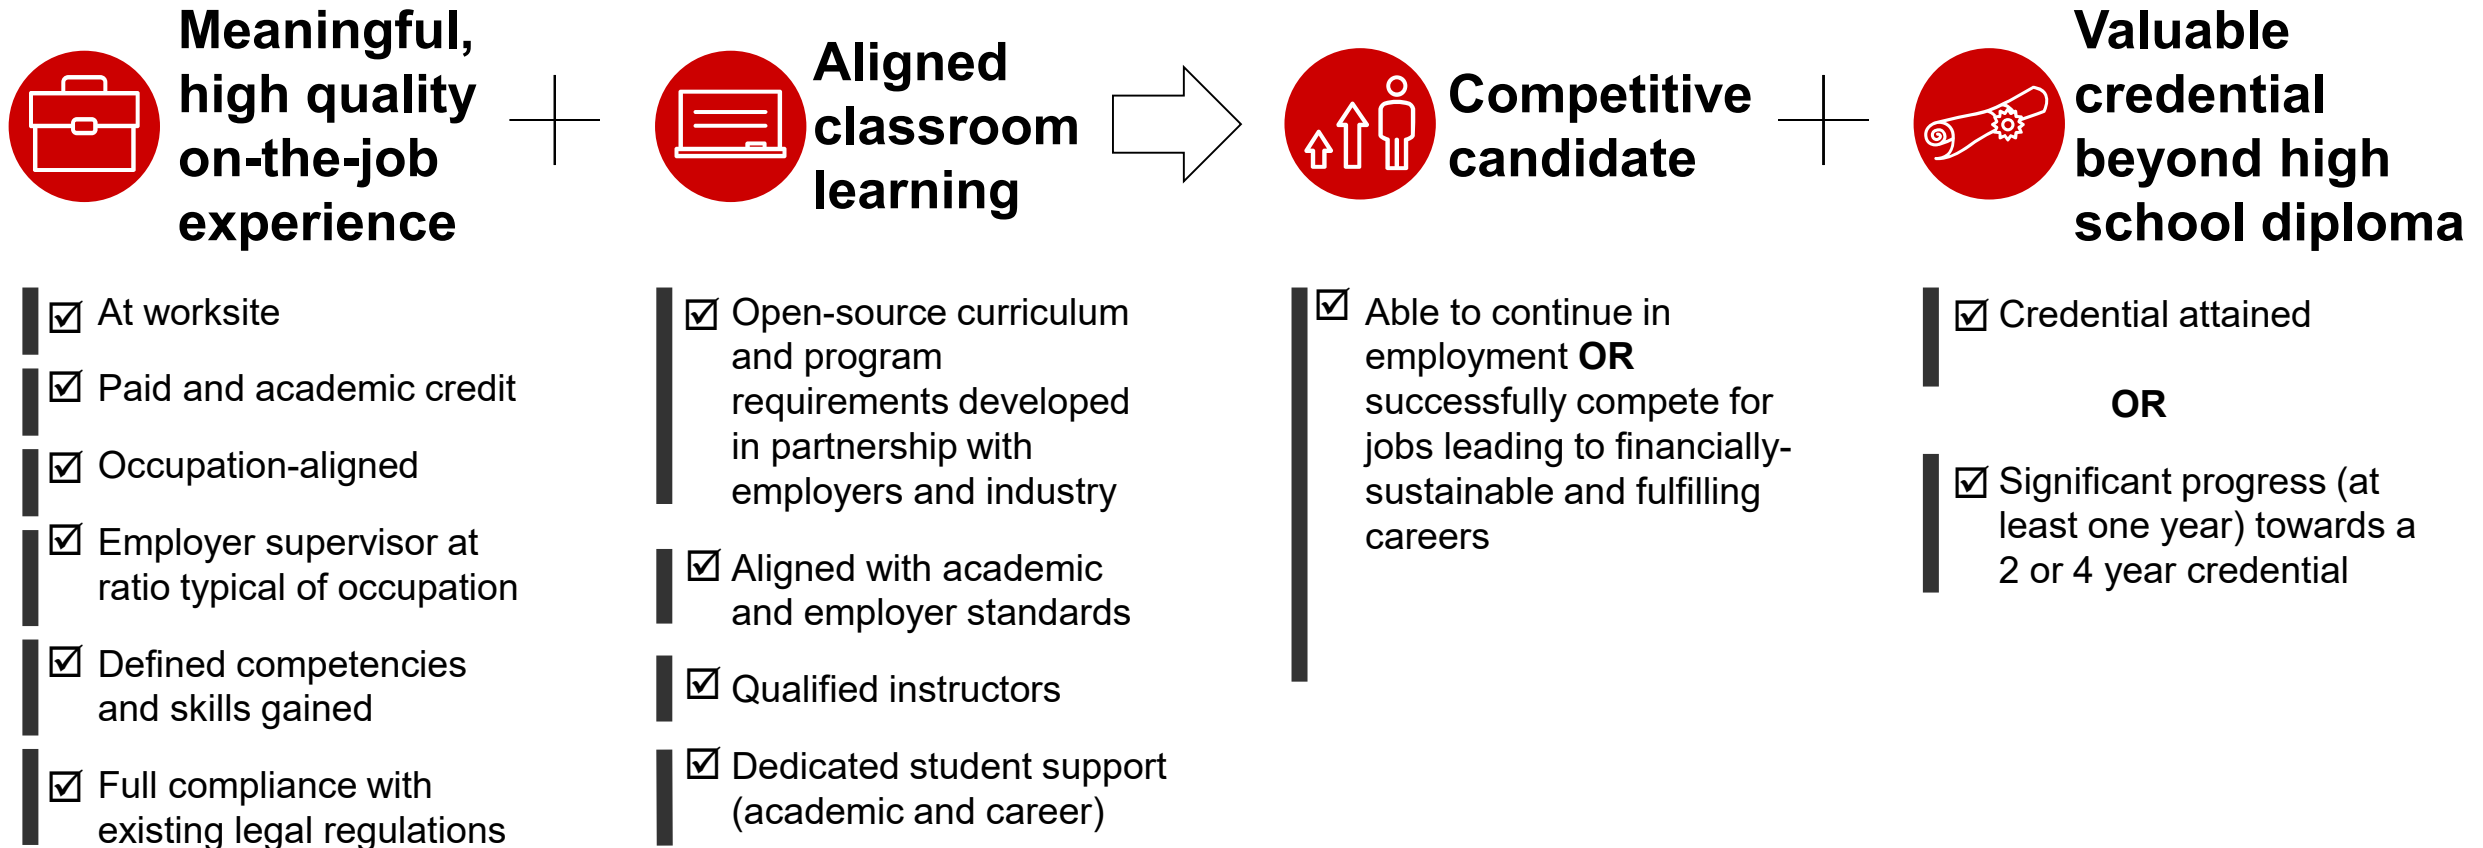 Meaningful,
high quality
on-the-job
experience
At worksite
Paid and academic credit
Occupation-aligned
Employer supervisor at
ratio typical of occupation
Defined competencies
and skills gained
Full compliance with
existing legal regulations
Aligned
classroom
learning
Open-source curriculum
and program
requirements developed
in partnership with
employers and industry
Aligned with academic
and employer standards
Qualified instructors
Dedicated student support
(academic and career)
Competitive
candidate
Able to continue in
employment OR
successfully compete for
jobs leading to financially-
sustainable and fulfilling
careers
Valuable
credential
beyond high
school diploma
Credential attained
OR
Significant progress (at
least one year) towards a
2 or 4 year credential